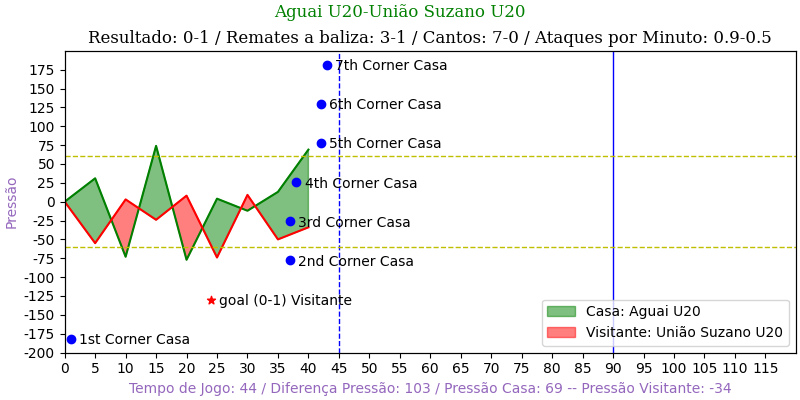 Aguai U20-União Suzano U20
Resultado: 0-1 / Remates a baliza: 3-1 / Cantos: 7-0 / Ataques por Minuto: 0.9-0.5
Pressão
175
150
125
100
75
50
25
0
-25
-50
-75
-100
-125
-150
-175
-200
7th Corner Casa
6th Corner Casa
5th Corner Casa
4th Corner Casa
3rd Corner Casa
2nd Corner Casa
goal (0-1) Visitante
1st Corner Casa
Casa: Aguai U20
Visitante: União Suzano U20
0 5 10 15 20 25 30 35 40 45 50 55 60 65 70 75 80 85 90 95 100 105 110 115
Tempo de Jogo: 44 / Diferença Pressão: 103 / Pressão Casa: 69 -- Pressão Visitante: -34